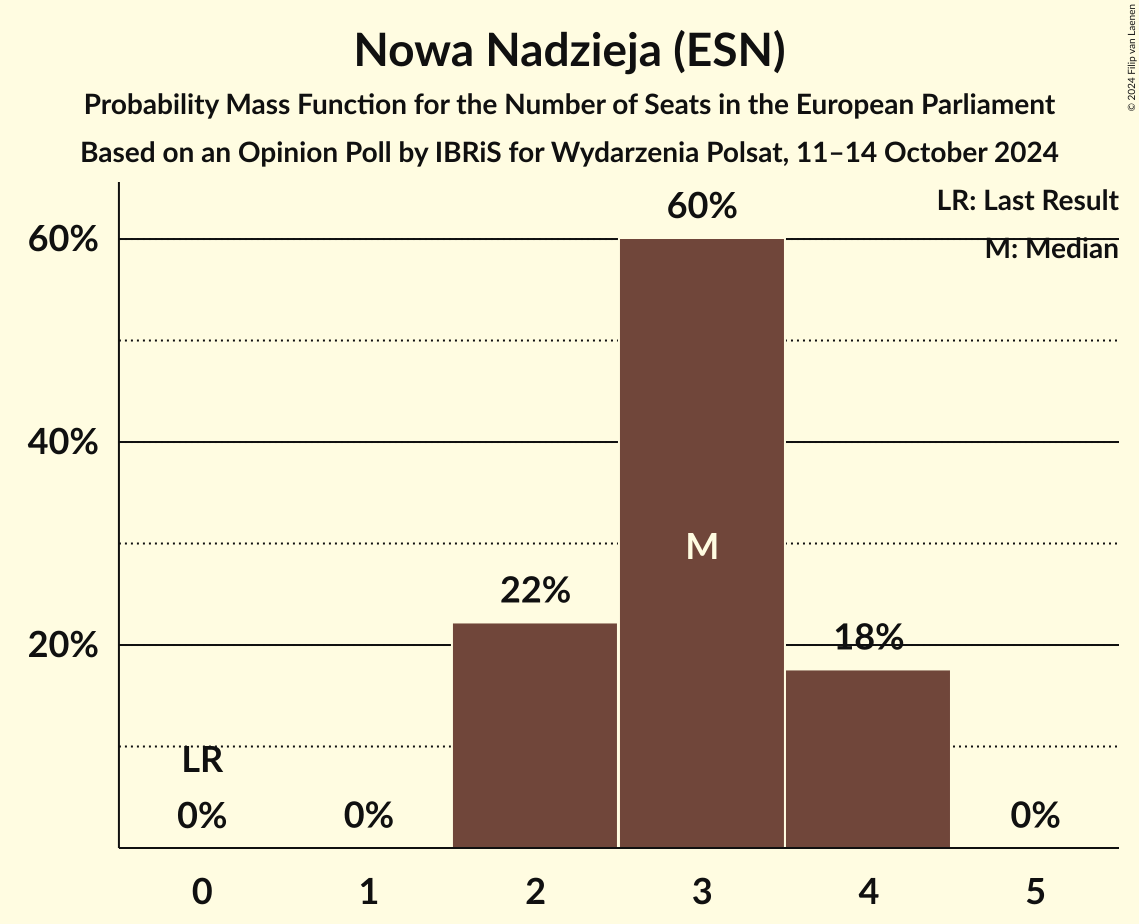 Nowa Nadzieja (ESN)
Probability Mass Function for the Number of Seats in the European Parliament
Based on an Opinion Poll by IBRiS for Wydarzenia Polsat, 11–14 October 2024
© 2024 Filip van Laenen
LR: Last Result
M: Median
60%
40%
20%
LR
0%
0%
22%
60%
M
18%
0%
0
1
2
3
4
5